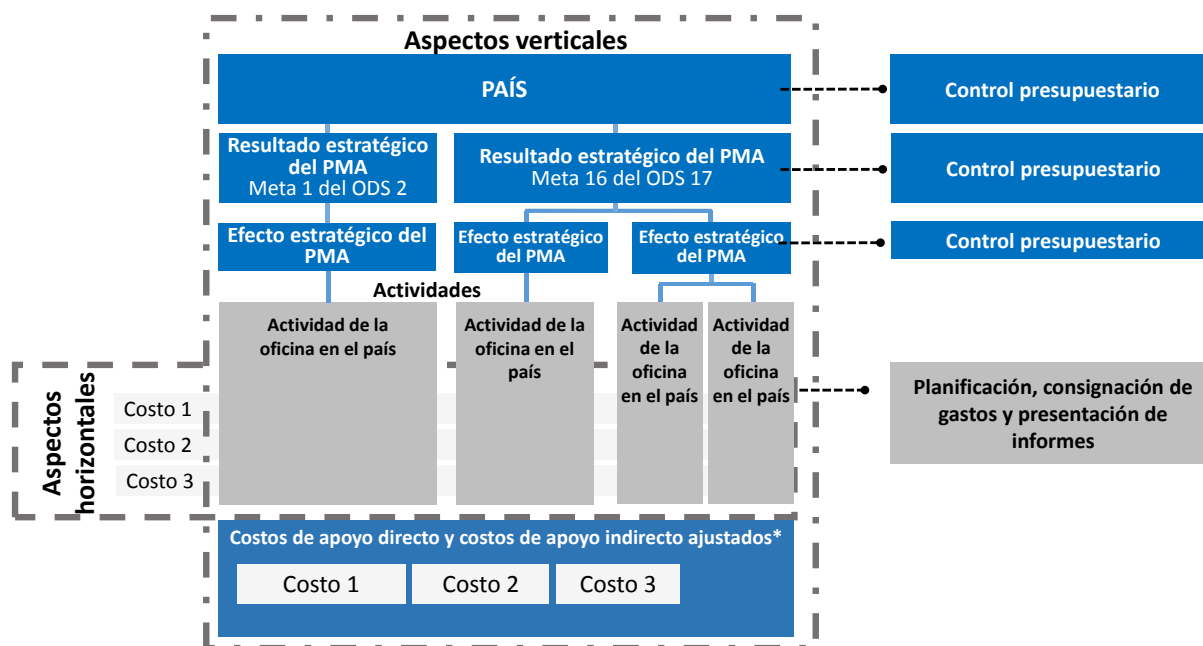 Aspectos verticales
PAÍS
Control presupuestario
Resultado estratégico
del PMA
Meta 1 del ODS 2
Resultado estratégico del PMA
Meta 16 del ODS 17
Control presupuestario
Efecto estratégico del
PMA
Efecto estratégico
del PMA
Efecto estratégico
del PMA
Control presupuestario
Actividades
Actividad de la
oficina en el país
Actividad de la
oficina en el
país
Actividad
de la
oficina
en el país
Actividad
de la
oficina
en el país
Planificación, consignación de
gastos y presentación de
informes
Aspectos
horizontales
Costo 1
Costo 2
Costo 3
Costos de apoyo directo y costos de apoyo indirecto ajustados*
Costo 1
Costo 2
Costo 3